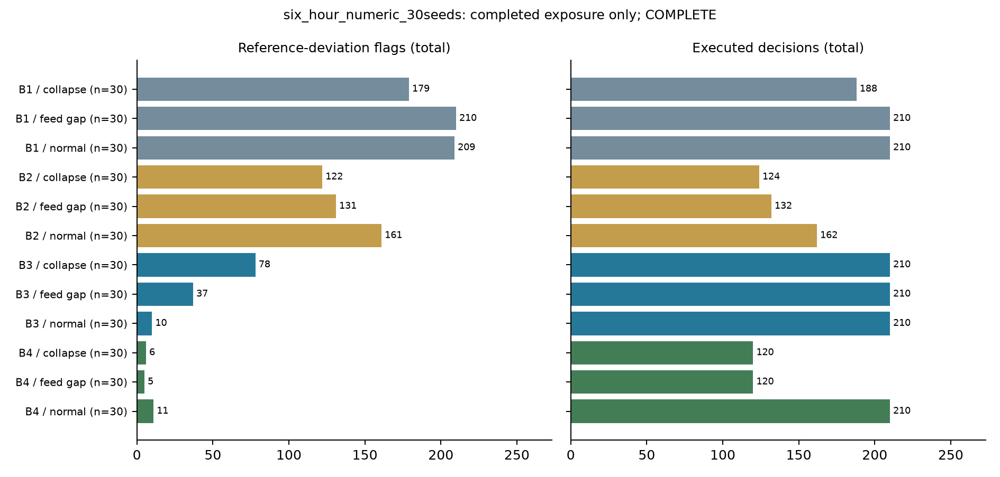 six_hour_numeric_30seeds: completed exposure only; COMPLETE
Reference-deviation flags (total)
B1 / collapse (n=30) 179
B1 / feed gap (n=30) 210
B1 / normal (n=30) 209
B2 / collapse (n=30) 122
B2 / feed gap (n=30) 131
B2 / normal (n=30) 161
B3 / collapse (n=30) 78
B3 / feed gap (n=30) 37
B3 / normal (n=30) 10
B4 / collapse (n=30) 6
B4 / feed gap (n=30) 5
B4 / normal (n=30) 11
0 50 100 150 200 250
Executed decisions (total)
188
210
210
124
132
162
210
210
210
120
120
210
0 50 100 150 200 250